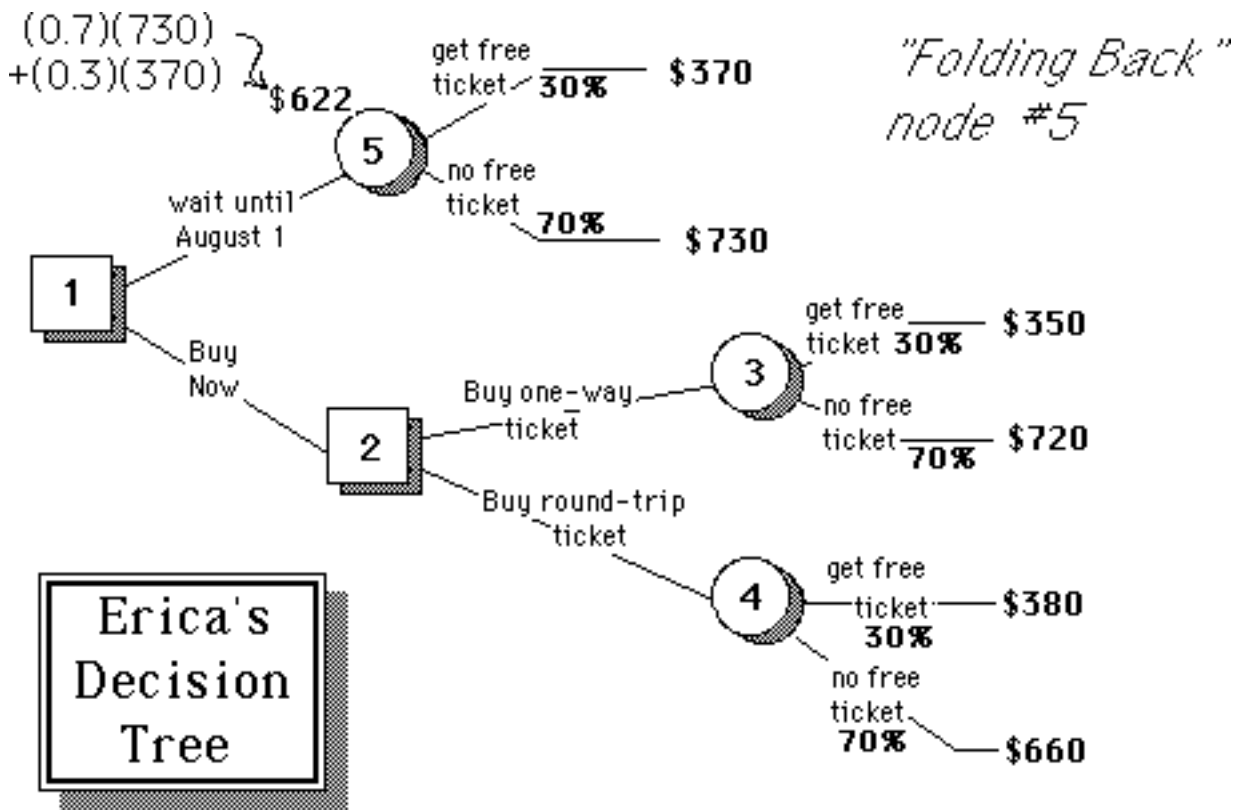 (0.7)(730)
+(0.3)(370)
$622
"Folding Back"
node #5
get free
ticket
30%
$370
5
no free
ticket
70%
$730
wait until
August 1
1
Buy
Now
2
Buy one-way
ticket
3
get free
ticket 30%
$350
no free
ticket
70%
$720
Buy round-trip
ticket
4
get free
ticket
30%
$380
no free
ticket
70%
$660
Erica's
Decision
Tree